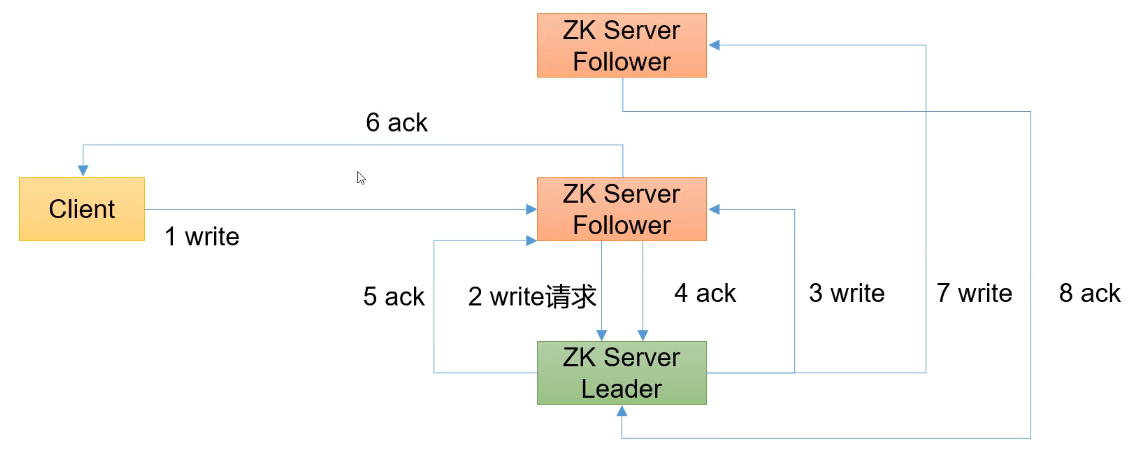 ZK Server
Follower
6 ack
Client
ZK Server
Follower
1 write
5 ack
2 write请求
4 ack
3 write
7 write
8 ack
ZK Server
Leader